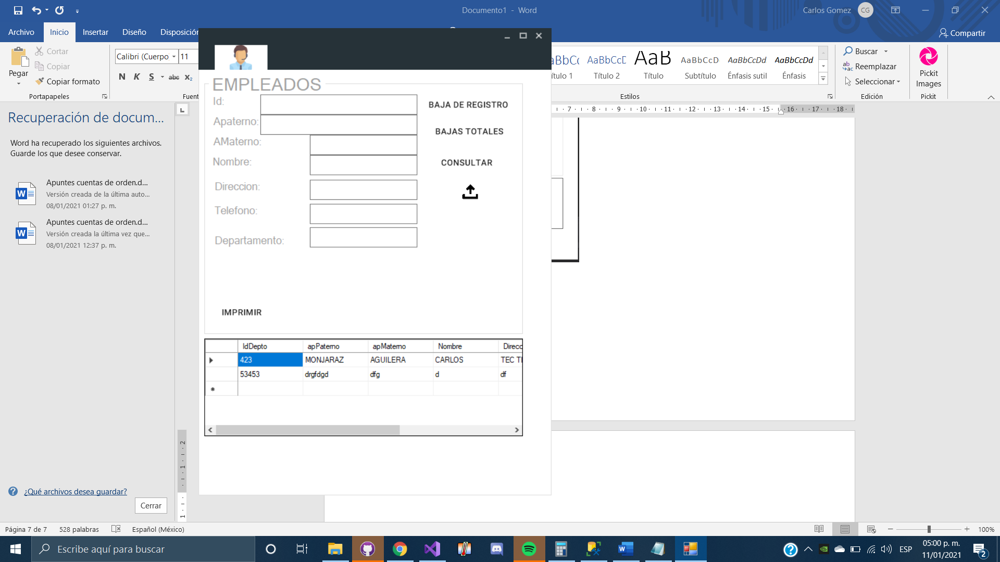 Documento1 - Word
Carlos Gomez
CG
Archivo
Inicio
Insertar
Diseño
Disposición
Compartir
Pegar
Cortar
Copiar
Copiar formato
Portapapeles
Calibri (Cuerpo)
11
N K S abc x₂
Fuent
AaBbCcDd
AaB
AaBbCcD
AaBbCcDd
AaBbCcDd
Título 2
Título
Subtítulo
Énfasis sutil
Énfasis
Estilos
Buscar
Reemplazar
Seleccionar
Edición
Pickit
Images
Pickit
7 8 9 10 11 12 13 14 15 16 17 18
Recuperación de docum...
Word ha recuperado los siguientes archivos.
Guarde los que desee conservar.
Apuntes cuentas de orden.d...
Versión creada de la última auto...
08/01/2021 01:27 p. m.
Apuntes cuentas de orden.d...
Versión creada la última vez que...
08/01/2021 12:37 p. m.
¿Qué archivos desea guardar?
Cerrar
EMPLEADOS
Id:
Apaterno:
AMaterno:
Nombre:
Direccion:
Telefono:
Departamento:
BAJA DE REGISTRO
BAJAS TOTALES
CONSULTAR
IMPRIMIR
IdDepto apPaterno apMaterno Nombre Direcc
423 MONJARAZ AGUILERA CARLOS TEC TI
53453 drgfdgd dfg d df
2 1 1
Página 7 de 7
528 palabras
Español (México)
100%
Escribe aquí para buscar
ESP
05:00 p. m.
11/01/2021
2